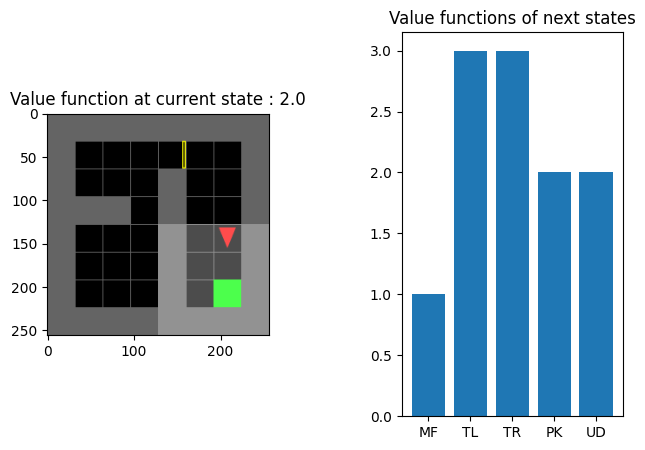 Value function at current state : 2.0
0
50
100
150
200
250
0
100
200
Value functions of next states
3.0
2.5
2.0
1.5
1.0
0.5
0.0
MF
TL
TR
PK
UD